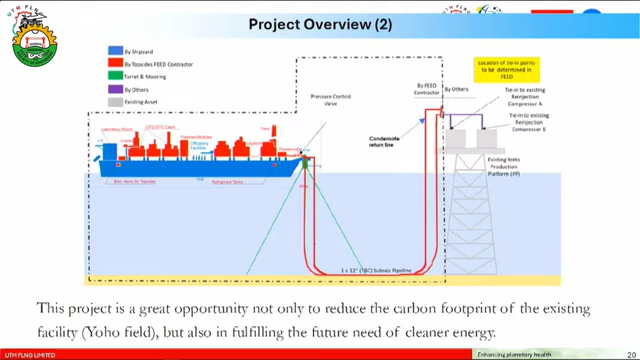 UTM FLNG
Project Overview (2)
By Shipyard
By Topsides FEED Contractor
Turret & Mooring
By Others
Existing Asset
Pressure Control
Valve
By FEED
Contractor
By Others
Location of tie-in points
to be determined in
FEED
Tie-in to existing
Reinjection
Compressor A
Tie-in to existing
Reinjection
Compressor B
Condensate
return line
Existing YoHo
Production
Platform (YP)
Subsea Pipeline
This project is a great opportunity not only to reduce the carbon footprint of the existing
facility (Yoho field), but also in fulfilling the future need of cleaner energy.
UTM FLNG LIMITED
Enhancing planetary health
20